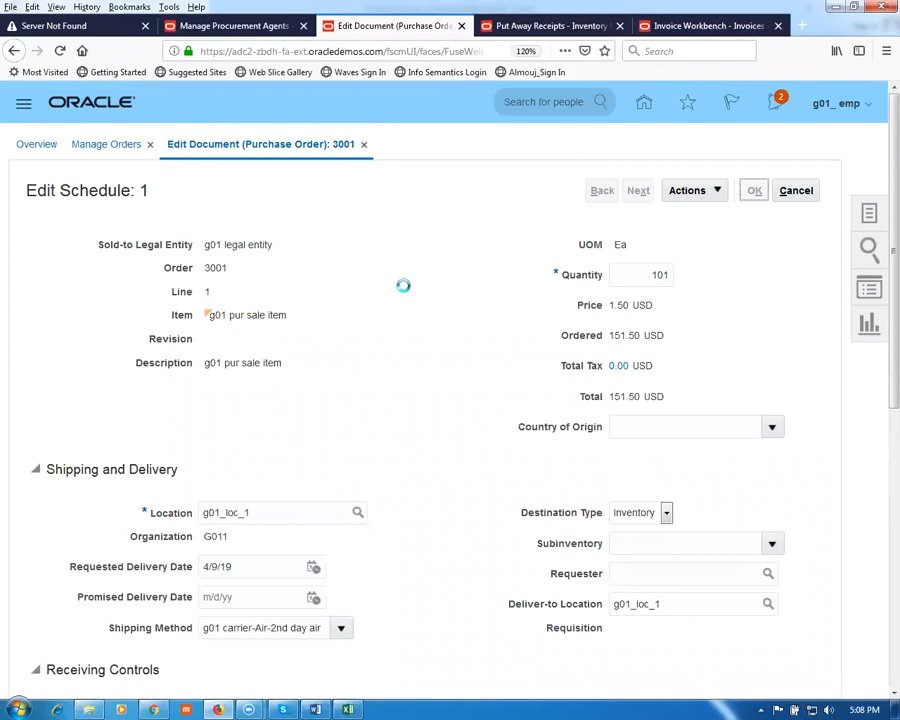 File Edit View History Bookmarks Tools Help
Server Not Found
Manage Procurement Agents -
Edit Document (Purchase Orde
Put Away Receipts - Inventory
Invoice Workbench - Invoices -
https://adc2-zbdh-fa-ext.oracledemos.com/fscmUI/faces/FuseWel
120%
Search
Most Visited Getting Started Suggested Sites Web Slice Gallery Waves Sign In Info Semantics Login Almouj_Sign In
ORACLE
Search for people
2
g01_ emp
Overview Manage Orders Edit Document (Purchase Order): 3001
Edit Schedule: 1
Back Next Actions OK Cancel
Sold-to Legal Entity g01 legal entity
Order 3001
Line 1
Item g01 pur sale item
Revision
Description g01 pur sale item
UOM Ea
* Quantity 101
Price 1.50 USD
Ordered 151.50 USD
Total Tax 0.00 USD
Total 151.50 USD
Country of Origin
Shipping and Delivery
* Location g01_loc_1
Organization G011
Requested Delivery Date 4/9/19
Promised Delivery Date m/d/yy
Shipping Method g01 carrier-Air-2nd day air
Destination Type Inventory
Subinventory
Requester
Deliver-to Location g01_loc_1
Requisition
Receiving Controls
5:08 PM